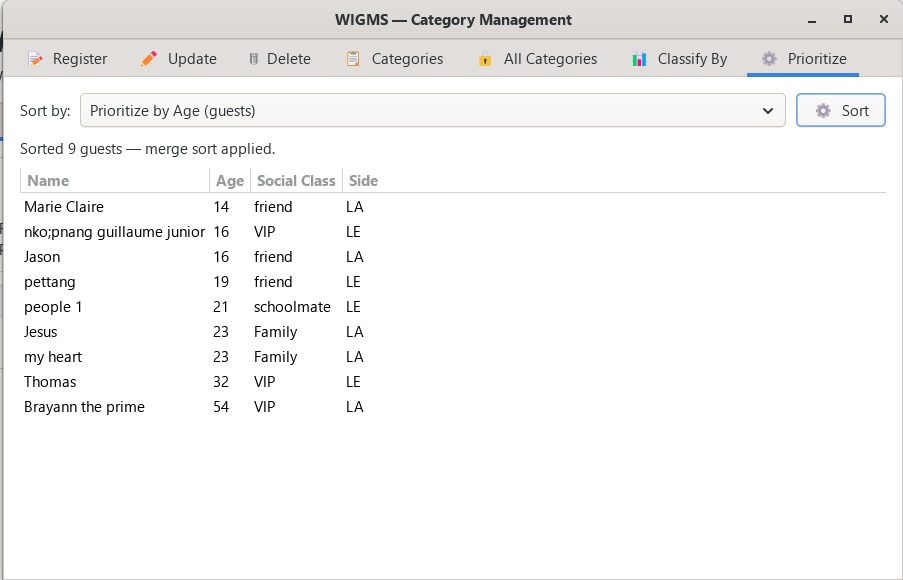 WIGMS — Category Management
Register Update Delete Categories All Categories Classify By Prioritize
Sort by: Prioritize by Age (guests) Sort
Sorted 9 guests — merge sort applied.
Name Age Social Class Side
Marie Claire 14 friend LA
nko;pnang guillaume junior 16 VIP LE
Jason 16 friend LA
pettang 19 friend LE
people 1 21 schoolmate LE
Jesus 23 Family LA
my heart 23 Family LA
Thomas 32 VIP LE
Brayann the prime 54 VIP LA